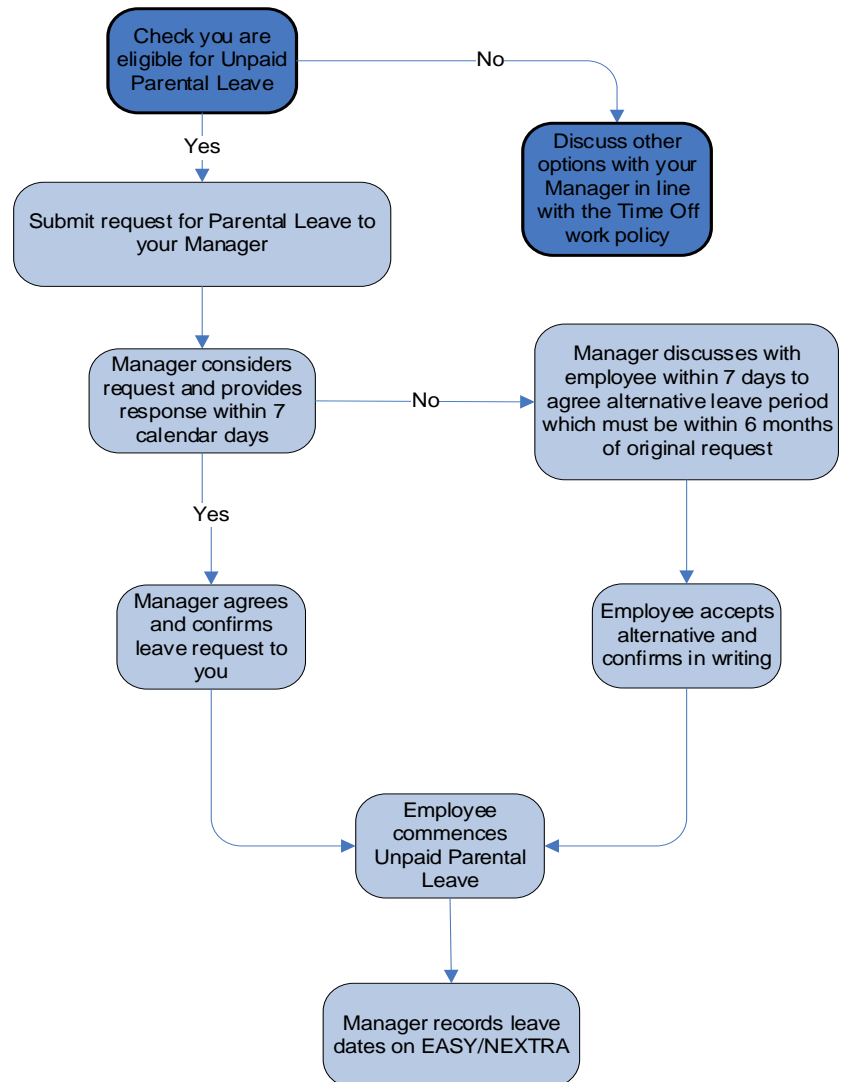 Check you are
eligible for Unpaid
Parental Leave
No
Yes
Discuss other
options with your
Manager in line
with the Time Off
work policy
Submit request for Parental Leave to
your Manager
Manager considers
request and provides
response within 7
calendar days
No
Manager discusses with
employee within 7 days to
agree alternative leave period
which must be within 6 months
of original request
Yes
Manager agrees
and confirms
leave request to
you
Employee accepts
alternative and
confirms in writing
Employee
commences
Unpaid Parental
Leave
Manager records leave
dates on EASY/NEXTRA